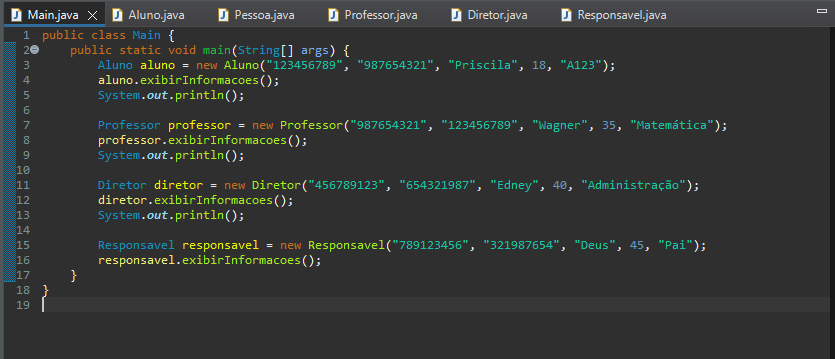 Main.java Aluno.java Pessoa.java Professor.java Diretor.java Responsavel.java
1 public class Main {
2 public static void main(String[] args) {
3 Aluno aluno = new Aluno("123456789", "987654321", "Priscila", 18, "A123");
4 aluno.exibirInformacoes();
5 System.out.println();
6
7 Professor professor = new Professor("987654321", "123456789", "Wagner", 35, "Matemática");
8 professor.exibirInformacoes();
9 System.out.println();
10
11 Diretor diretor = new Diretor("456789123", "654321987", "Edney", 40, "Administração");
12 diretor.exibirInformacoes();
13 System.out.println();
14
15 Responsavel responsavel = new Responsavel("789123456", "321987654", "Deus", 45, "Pai");
16 responsavel.exibirInformacoes();
17 }
18 }
19